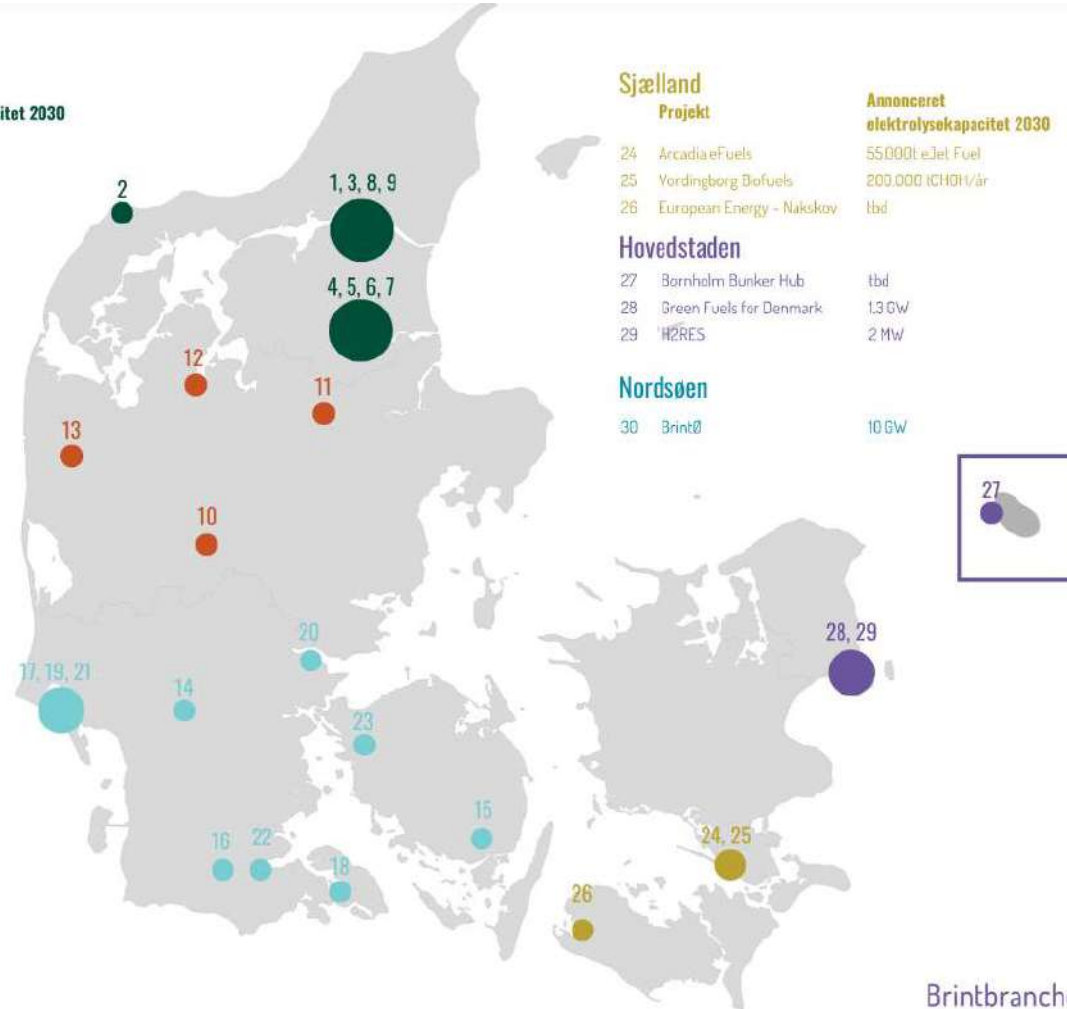 itet 2030
Sjælland
Projekt
Annonceret
elektrolysekapacitet 2030
24 Arcadia eFuels 55.000t eJet Fuel
25 Vordingborg Biofuels 200.000 tCH0H/år
26 European Energy - Nakskov tbd
Hovedstaden
27 Bornholm Bunker Hub tbd
28 Green Fuels for Denmark 1.3 GW
29 H2RES 2 MW
Nordsøen
30 BrintØ 10 GW
2
1, 3, 8, 9
4, 5, 6, 7
12
11
13
10
27
20
28, 29
17, 19, 21
14
23
15
24, 25
16
22
18
26
Brintbranche